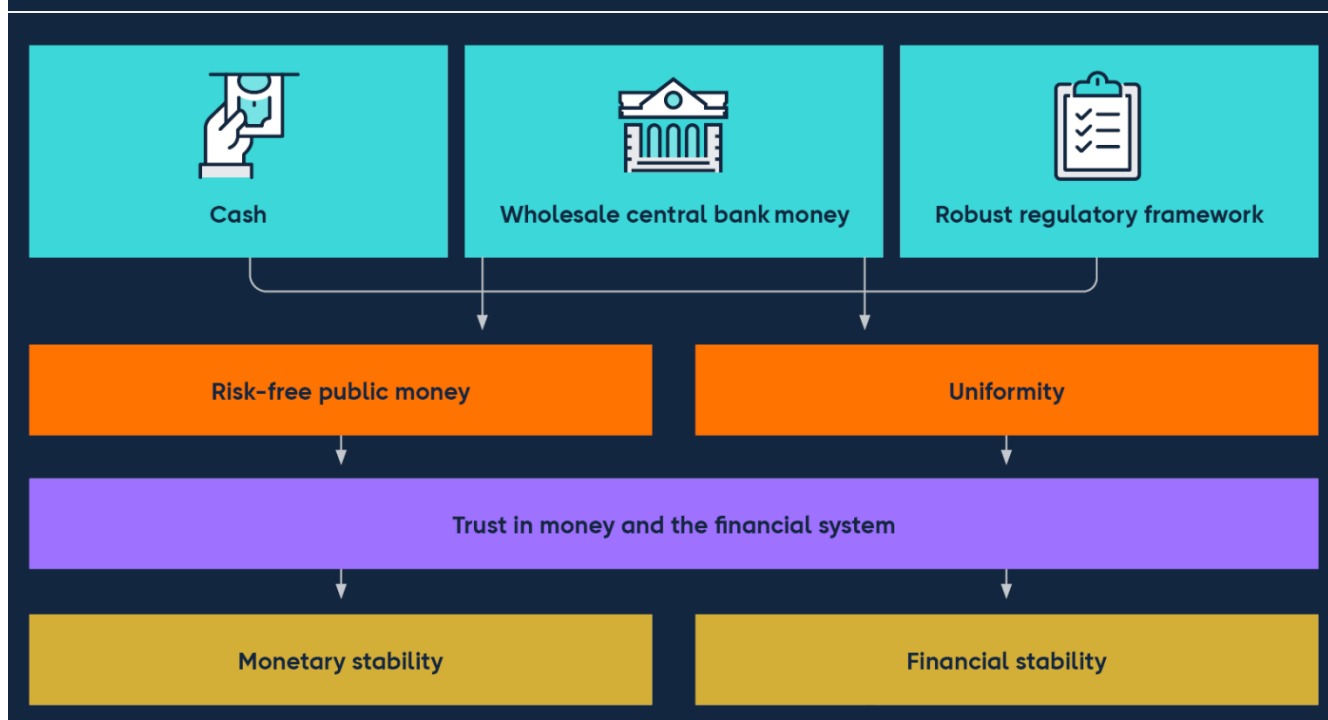 Cash
Wholesale central bank money
Robust regulatory framework
Risk-free public money
Uniformity
Trust in money and the financial system
Monetary stability
Financial stability